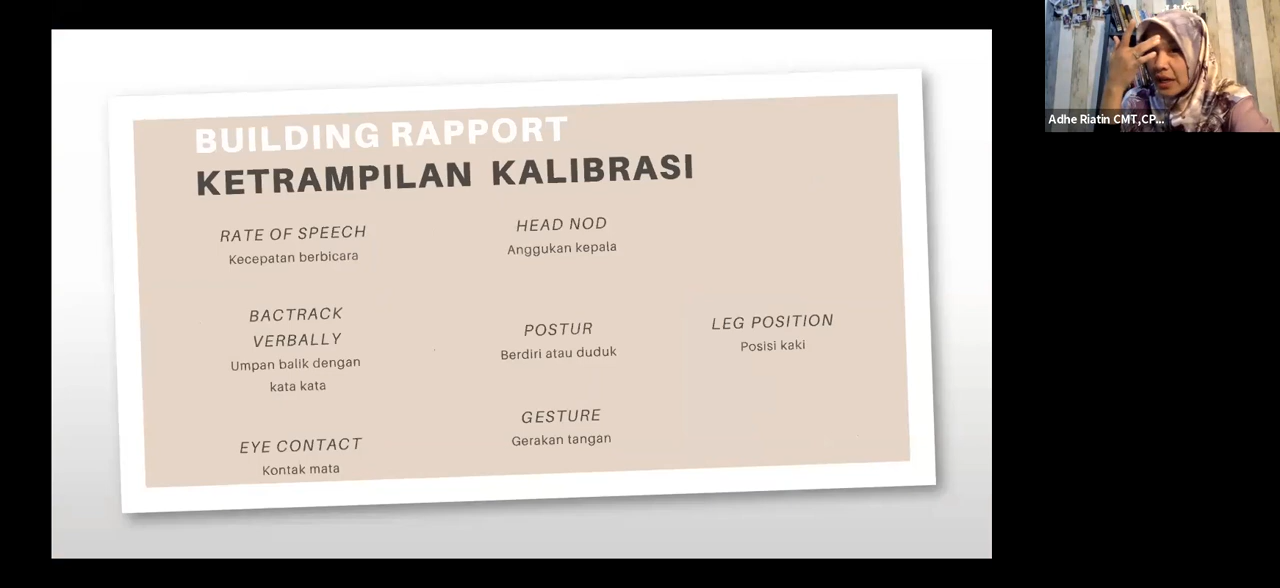 BUILDING RAPPORT
KETRAMPILAN KALIBRASI
RATE OF SPEECH
Kecepatan berbicara
BACTRACK
VERBALLY
Umpan balik dengan
kata kata
EYE CONTACT
Kontak mata
HEAD NOD
Anggukan kepala
POSTUR
Berdiri atau duduk
GESTURE
Gerakan tangan
LEG POSITION
Posisi kaki
Adhe Riatin CMT,CP...